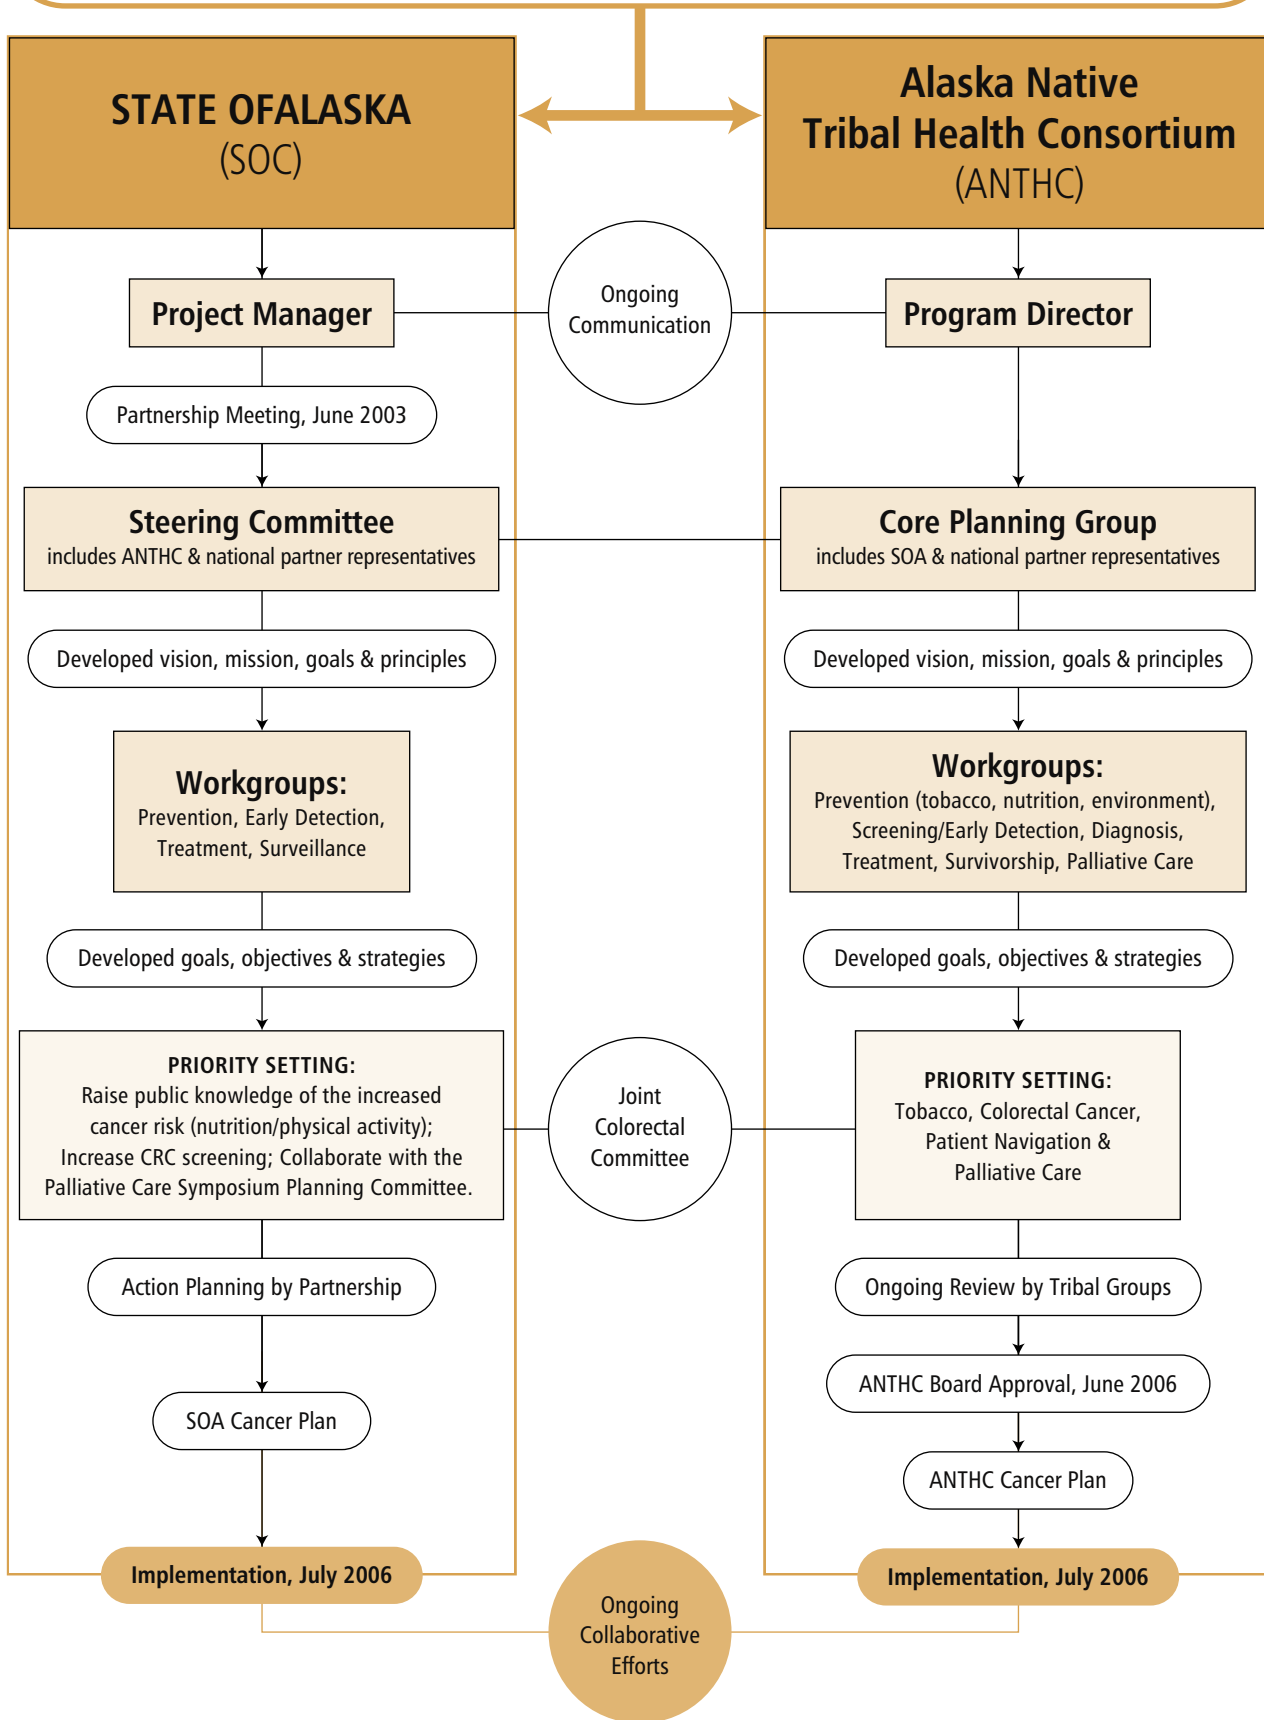 STATE OFALASKA
(SOC)
Alaska Native
Tribal Health Consortium
(ANTHC)
Project Manager
Ongoing
Communication
Program Director
Partnership Meeting, June 2003
Steering Committee
includes ANTHC & national partner representatives
Core Planning Group
includes SOA & national partner representatives
Developed vision, mission, goals & principles
Developed vision, mission, goals & principles
Workgroups:
Prevention, Early Detection,
Treatment, Surveillance
Workgroups:
Prevention (tobacco, nutrition, environment),
Screening/Early Detection, Diagnosis,
Treatment, Survivorship, Palliative Care
Developed goals, objectives & strategies
Developed goals, objectives & strategies
PRIORITY SETTING:
Raise public knowledge of the increased
cancer risk (nutrition/physical activity);
Increase CRC screening; Collaborate with the
Palliative Care Symposium Planning Committee.
Joint
Colorectal
Committee
PRIORITY SETTING:
Tobacco, Colorectal Cancer,
Patient Navigation &
Palliative Care
Action Planning by Partnership
Ongoing Review by Tribal Groups
ANTHC Board Approval, June 2006
SOA Cancer Plan
ANTHC Cancer Plan
Implementation, July 2006
Implementation, July 2006
Ongoing
Collaborative
Efforts